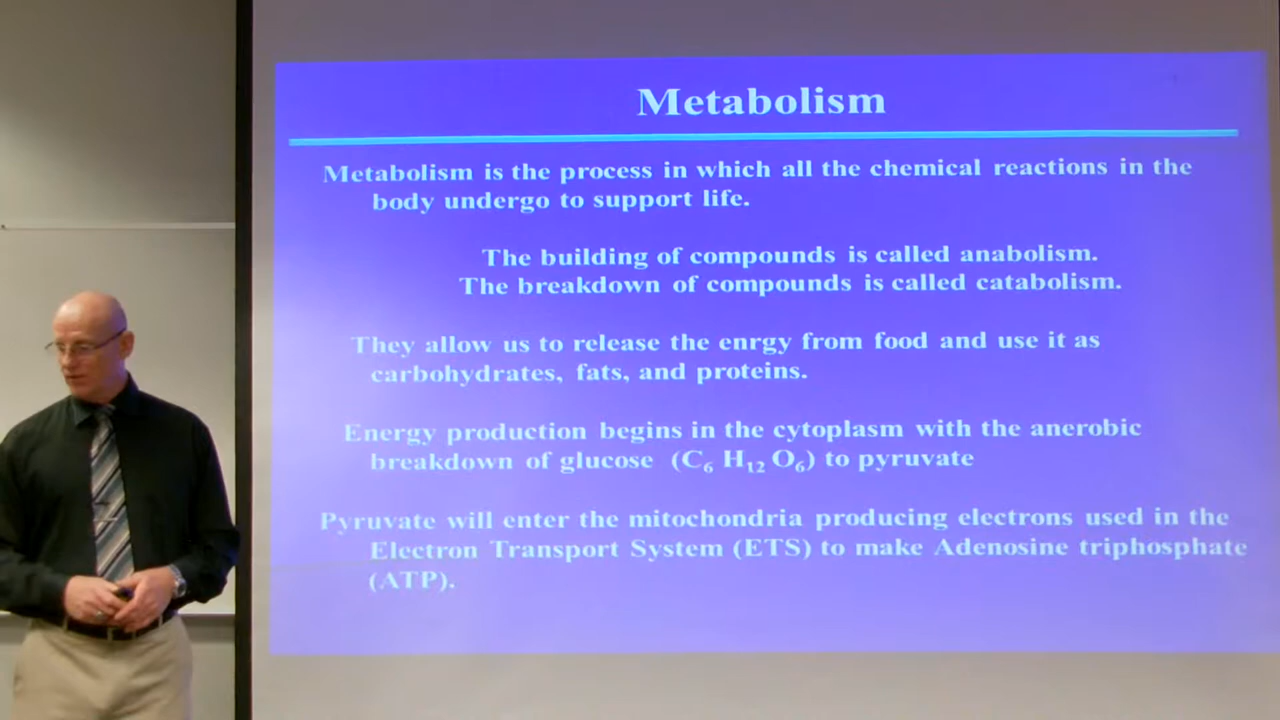 Metabolism
Metabolism is the process in which all the chemical reactions in the
body undergo to support life.
The building of compounds is called anabolism.
The breakdown of compounds is called catabolism.
They allow us to release the enrgy from food and use it as
carbohydrates, fats, and proteins.
Energy production begins in the cytoplasm with the anerobic
breakdown of glucose (C₆ H₁₂ O₆) to pyruvate
Pyruvate will enter the mitochondria producing electrons used in the
Electron Transport System (ETS) to make Adenosine triphosphate
(ATP).